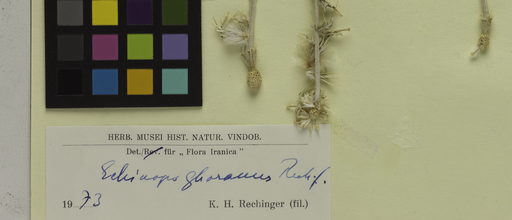 HERB. MUSEI HIST. NATUR. VINDOB.
Det./Rev. für „ Flora Iranica "
Echinops ghoranus Rech.f.
1973 K. H. Rechinger (fil.)